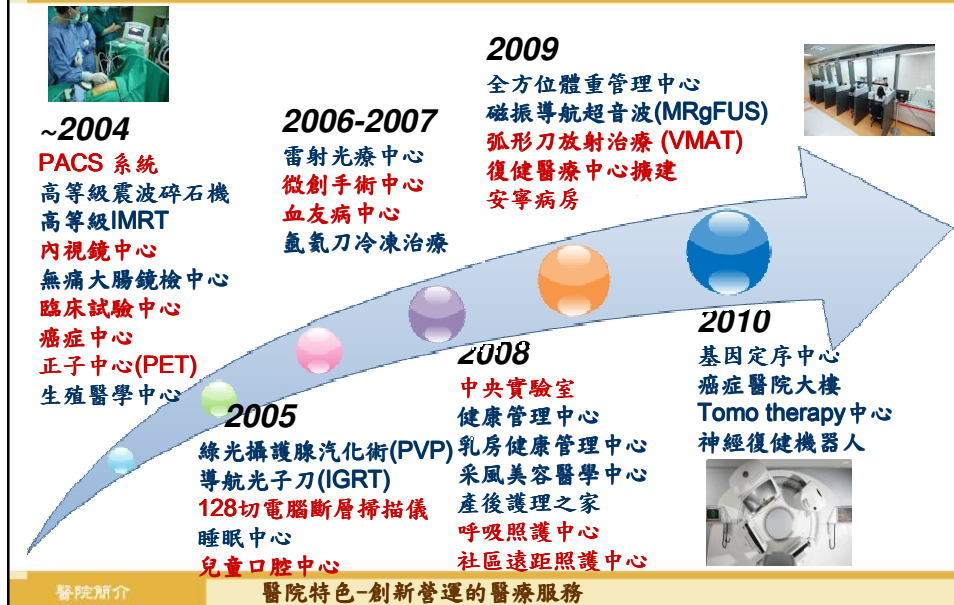 ~2004
PACS 系統
高等級震波碎石機
高等級IMRT
內視鏡中心
無痛大腸鏡檢中心
臨床試驗中心
癌症中心
正子中心(PET)
生殖醫學中心
2005
綠光攝護腺汽化術(PVP)
導航光子刀(IGRT)
128切電腦斷層掃描儀
睡眠中心
兒童口腔中心
2006-2007
雷射光療中心
微創手術中心
血友病中心
氬氣刀冷凍治療
2008
中央實驗室
健康管理中心
乳房健康管理中心
采風美容醫學中心
產後護理之家
呼吸照護中心
社區遠距照護中心
2009
全方位體重管理中心
磁振導航超音波(MRgFUS)
弧形刀放射治療 (VMAT)
復健醫療中心擴建
安寧病房
2010
基因定序中心
癌症醫院大樓
Tomo therapy中心
神經復健機器人
醫院簡介
醫院特色-創新營運的醫療服務